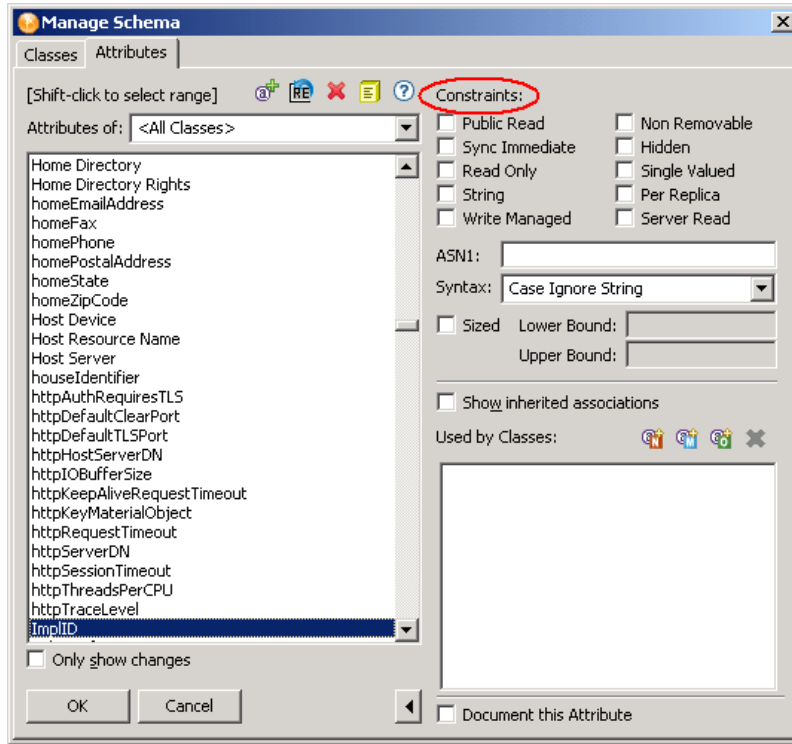 Manage Schema
Classes Attributes
[Shift-click to select range]
Attributes of: <All Classes>
Home Directory
Home Directory Rights
homeEmailAddress
homeFax
homePhone
homePostalAddress
homeState
homeZipCode
Host Device
Host Resource Name
Host Server
houseIdentifier
httpAuthRequiresTLS
httpDefaultClearPort
httpDefaultTLSPort
httpHostServerDN
httpIOBufferSize
httpKeepAliveRequestTimeout
httpKeyMaterialObject
httpRequestTimeout
httpServerDN
httpSessionTimeout
httpThreadsPerCPU
httpTraceLevel
ImplID
Only show changes
OK Cancel
Constraints:
Public Read Non Removable
Sync Immediate Hidden
Read Only Single Valued
String Per Replica
Write Managed Server Read
ASN1:
Syntax: Case Ignore String
Sized Lower Bound:
Upper Bound:
Show inherited associations
Used by Classes:
Document this Attribute